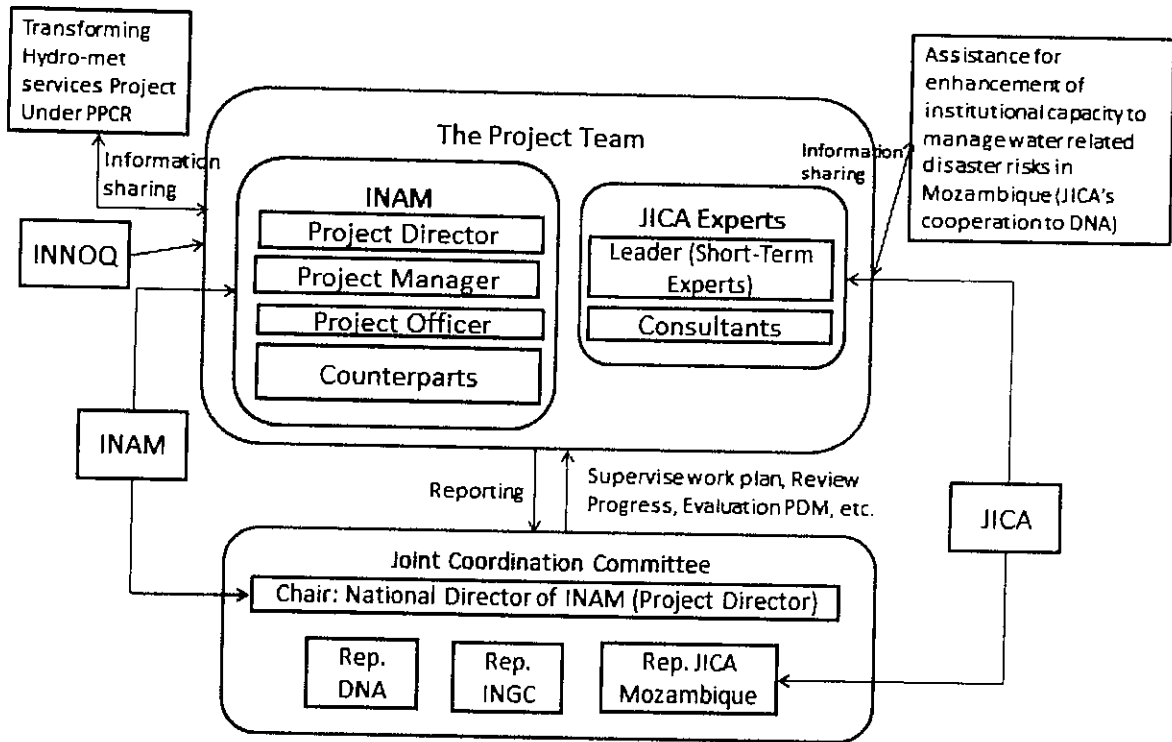 Transforming
Hydro-met
services Project
Under PPCR
Assistance for
enhancement of
institutional capacity to
manage water related
disaster risks in
Mozambique (JICA's
cooperation to DNA)
The Project Team
Information
sharing
Information
sharing
INNOQ
INAM
Project Director
Project Manager
Project Officer
Counterparts
JICA Experts
Leader (Short-Term
Experts)
Consultants
INAM
JICA
Reporting
Supervise work plan, Review
Progress, Evaluation PDM, etc.
Joint Coordination Committee
Chair: National Director of INAM (Project Director)
Rep.
DNA
Rep.
INGC
Rep. JICA
Mozambique